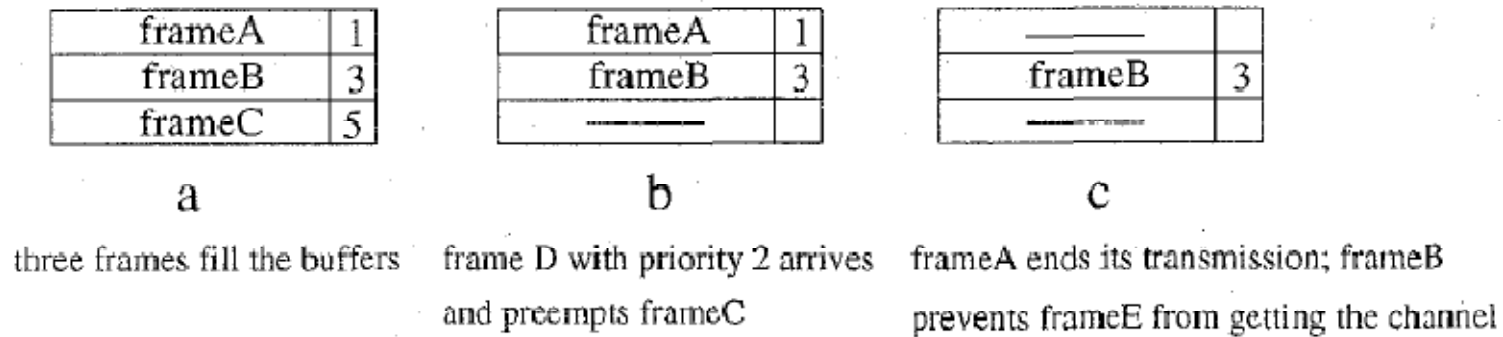 frameA 1
frameB 3
frameC 5
a
three frames fill the buffers
frameA 1
frameB 3
b
frame D with priority 2 arrives
and preempts frameC
frameB 3
c
frameA ends its transmission; frameB
prevents frameE from getting the channel